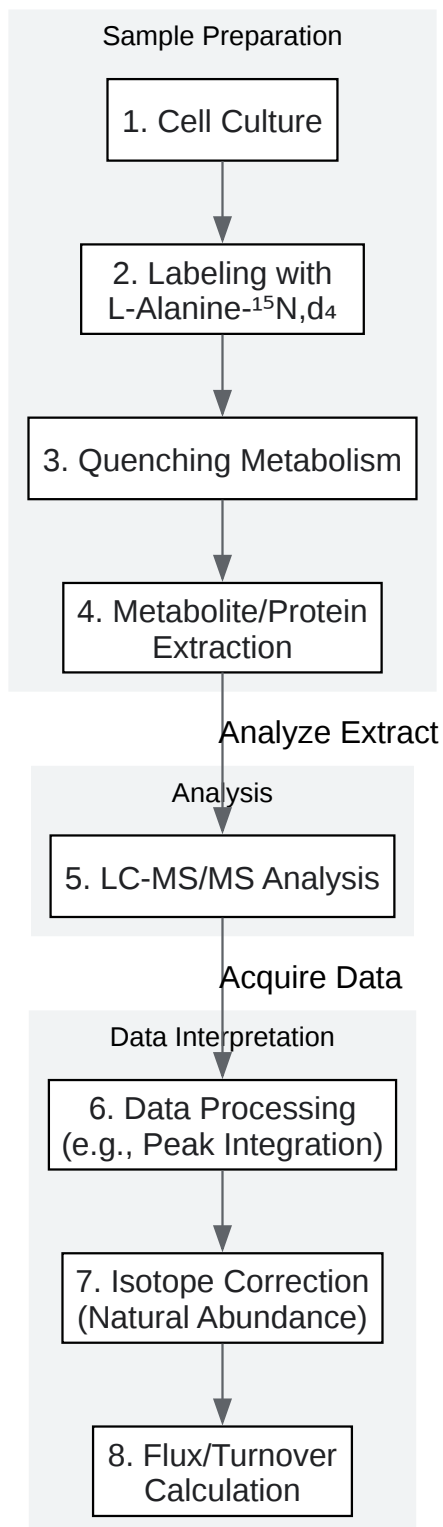 Sample Preparation
1. Cell Culture
2. Labeling with
L-Alanine-¹⁵N,d₄
3. Quenching Metabolism
4. Metabolite/Protein
Extraction
Analyze Extract
Analysis
5. LC-MS/MS Analysis
Acquire Data
Data Interpretation
6. Data Processing
(e.g., Peak Integration)
7. Isotope Correction
(Natural Abundance)
8. Flux/Turnover
Calculation